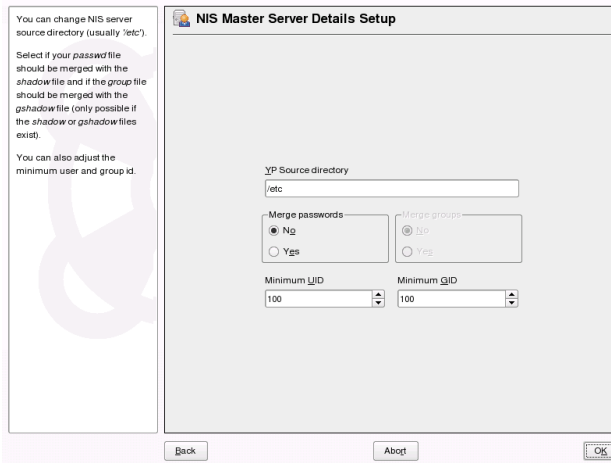 You can change NIS server
source directory (usually '/etc').
Select if your passwd file
should be merged with the
shadow file and if the group file
should be merged with the
gshadow file (only possible if
the shadow or gshadow files
exist).
You can also adjust the
minimum user and group id.
NIS Master Server Details Setup
YP Source directory
/etc
Merge passwords
No
Yes
Merge groups
No
Yes
Minimum UID
100
Minimum GID
100
Back
Abort
OK